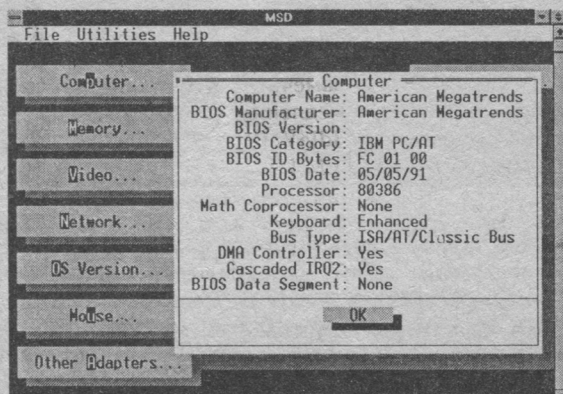 MSD
File Utilities Help
Computer...
Memory...
Video...
Network...
OS Version...
Mouse...
Other Adapters...
Computer
Computer Name: American Megatrends
BIOS Manufacturer: American Megatrends
BIOS Version:
BIOS Category: IBM PC/AT
BIOS ID Bytes: FC 01 00
BIOS Date: 05/05/91
Processor: 80386
Math Coprocessor: None
Keyboard: Enhanced
Bus Type: ISA/AT/Classic Bus
DMA Controller: Yes
Cascaded IRQ2: Yes
BIOS Data Segment: None
OK